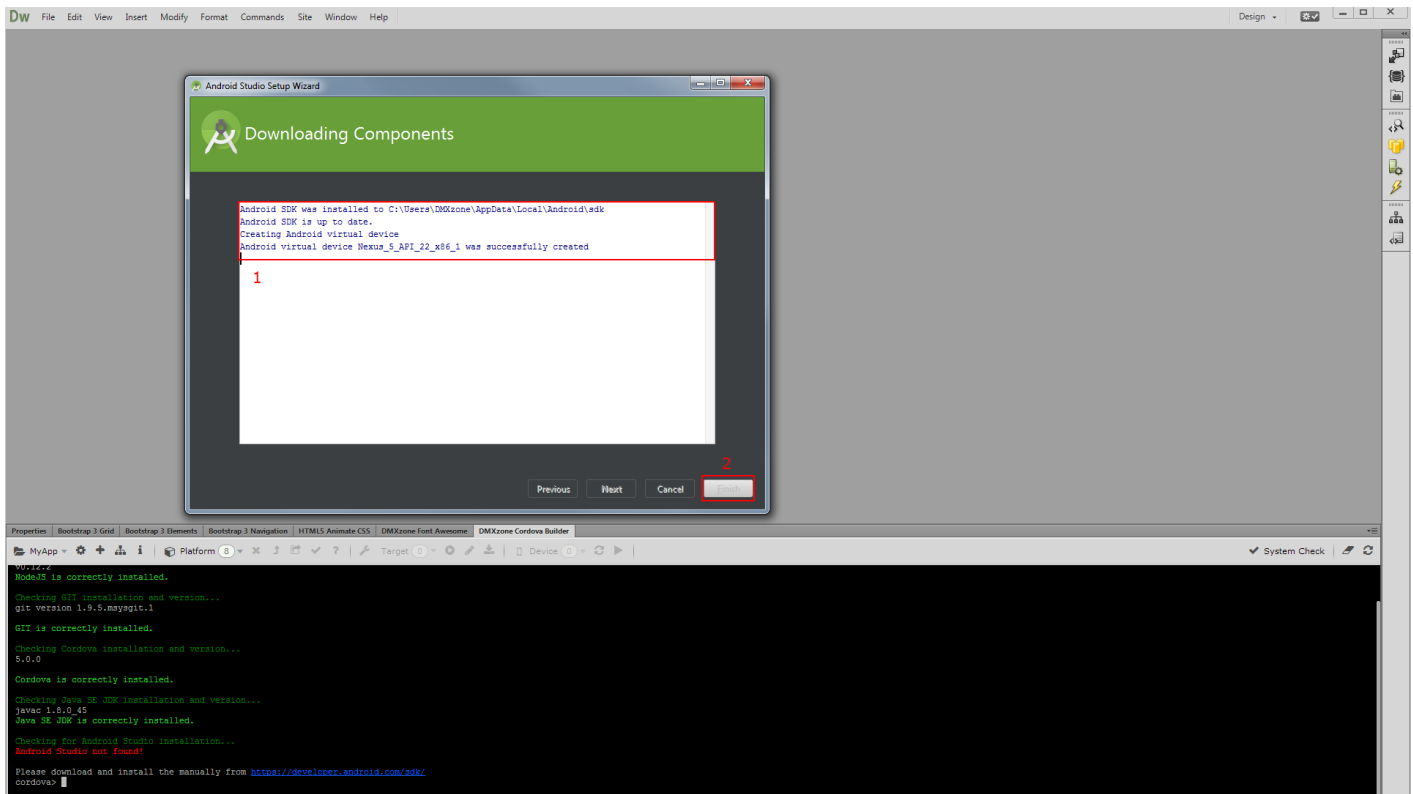 Dw File Edit View Insert Modify Format Commands Site Window Help Design
Android Studio Setup Wizard
Downloading Components
Android SDK was installed to C:\Users\DMXzone\AppData\Local\Android\sdk
Android SDK is up to date.
Creating Android virtual device
Android virtual device Nexus_5_API_22_x86_1 was successfully created
1
2
Previous Next Cancel Finish
Properties Bootstrap 3 Grid Bootstrap 3 Elements Bootstrap 3 Navigation HTML5 Animate CSS DMXzone Font Awesome DMXzone Cordova Builder
MyApp Platform 8 Target 0 Device 0 System Check
v0.12.2
NodeJS is correctly installed.
Checking GIT installation and version...
git version 1.9.5.msysgit.1
GIT is correctly installed.
Checking Cordova installation and version...
5.0.0
Cordova is correctly installed.
Checking Java SE JDK installation and version...
javac 1.8.0_45
Java SE JDK is correctly installed.
Checking for Android Studio installation...
Android Studio not found!
Please download and install the manually from https://developer.android.com/sdk/
cordova>